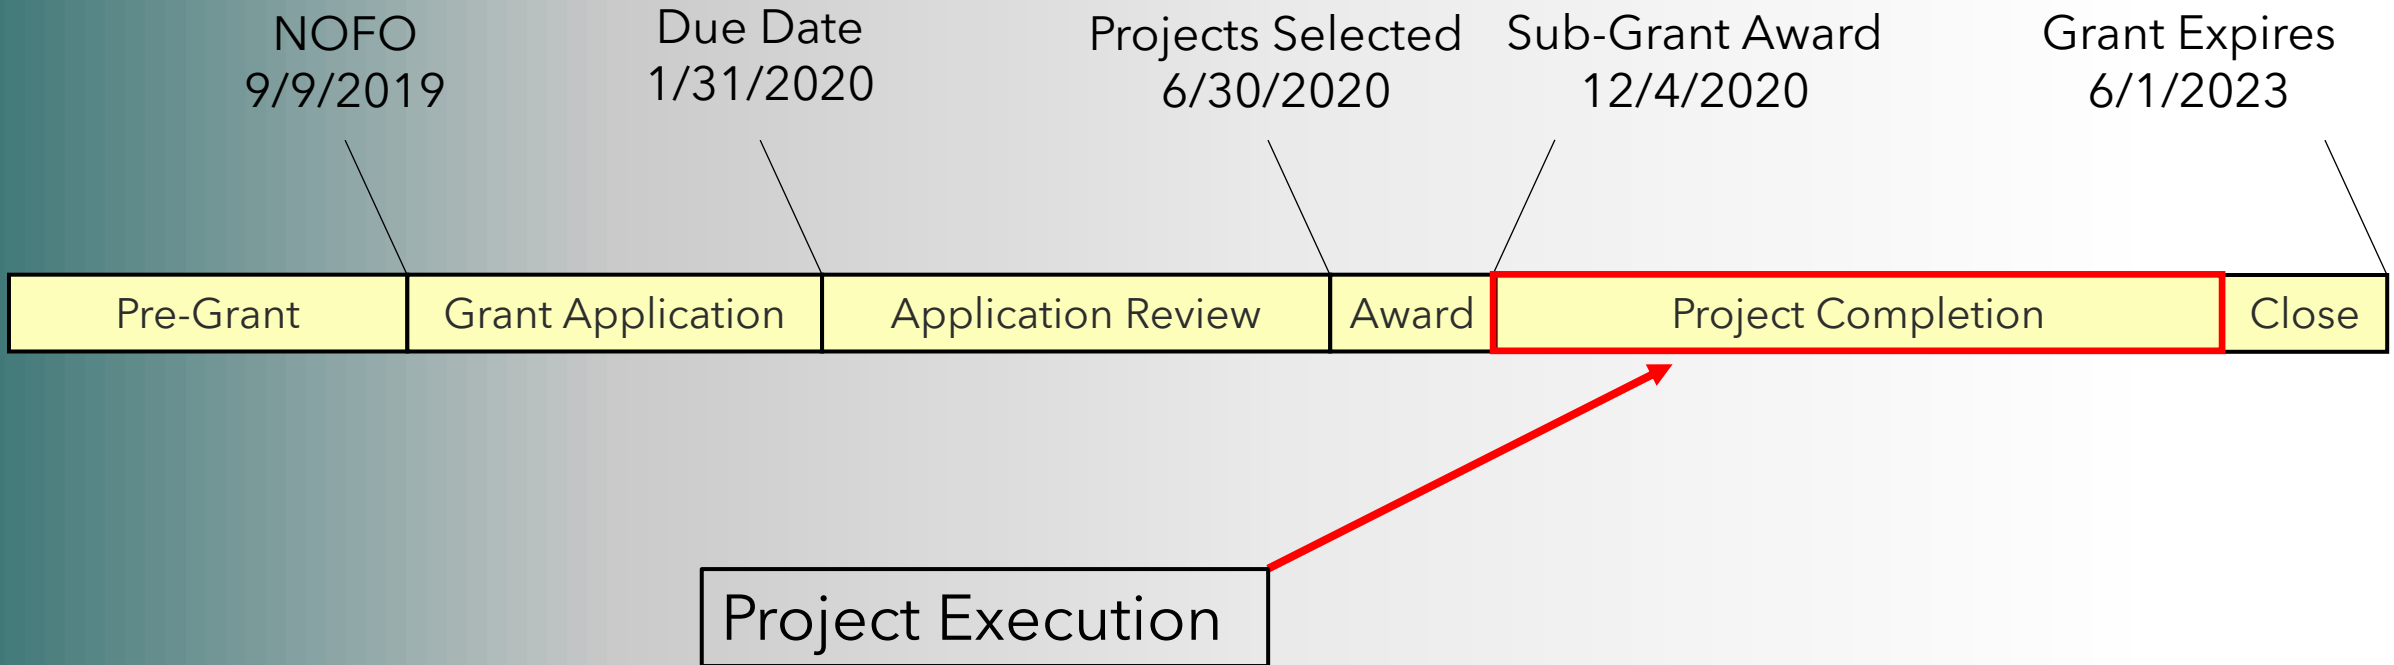 NOFO
9/9/2019
Due Date
1/31/2020
Projects Selected
6/30/2020
Sub-Grant Award
12/4/2020
Grant Expires
6/1/2023
Pre-Grant
Grant Application
Application Review
Award
Project Completion
Close
Project Execution